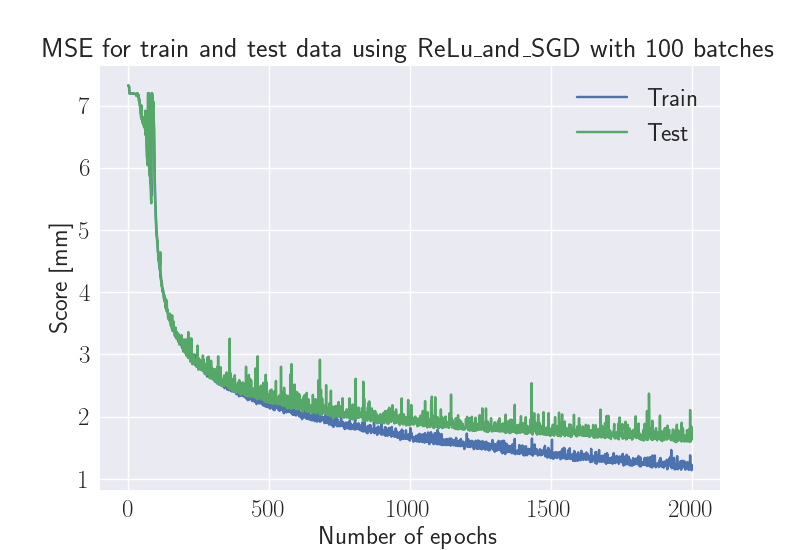 MSE for train and test data using ReLu_and_SGD with 100 batches
Train
Test
7
6
5
4
3
2
1
Score [mm]
0
500
1000
1500
2000
Number of epochs